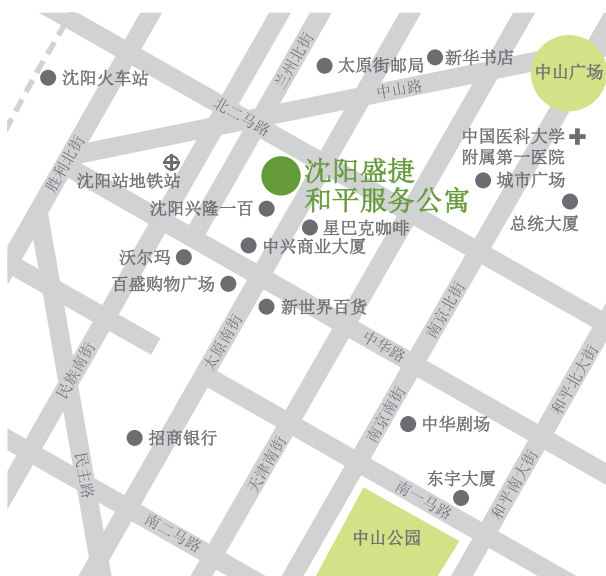 新华书店
太原街邮局
中山广场
沈阳火车站
兰州北街
中山路
北二马路
中国医科大学
附属第一医院
胜利北街
沈阳站地铁站
沈阳盛捷
和平服务公寓
城市广场
沈阳兴隆一百
总统大厦
星巴克咖啡
中兴商业大厦
沃尔玛
百盛购物广场
新世界百货
南京北街
太原南街
中华路
民族南街
和平北大街
南京南街
中华剧场
招商银行
天津南街
民主路
东宇大厦
和平南大街
南一马路
南二马路
中山公园